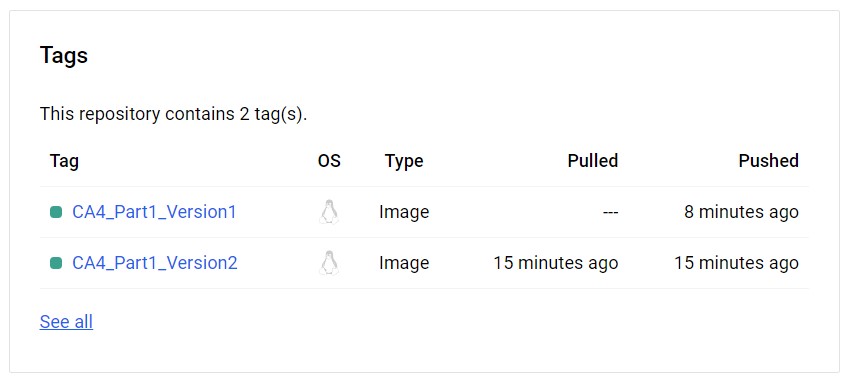 Tags
This repository contains 2 tag(s).
Tag OS Type Pulled Pushed
CA4_Part1_Version1 Image --- 8 minutes ago
CA4_Part1_Version2 Image 15 minutes ago 15 minutes ago
See all